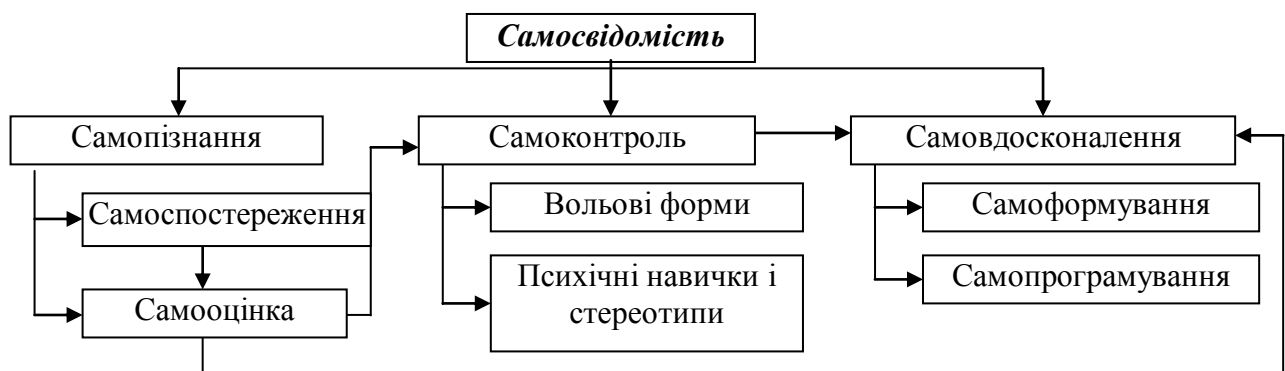 Самосвідомість
Самопізнання
Самоконтроль
Самовдосконалення
Самоспостереження
Вольові форми
Самоформування
Самооцінка
Психічні навички і
стереотипи
Самопрограмування